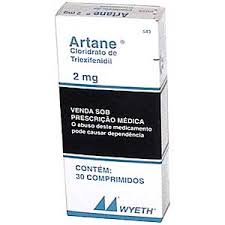 Artane®
Cloridrato de
Triexifenidil
2 mg
VENDA SOB
PRESCRIÇÃO MÉDICA
O abuso deste medicamento
pode causar dependência
CONTÉM:
30 COMPRIMIDOS
WYETH®